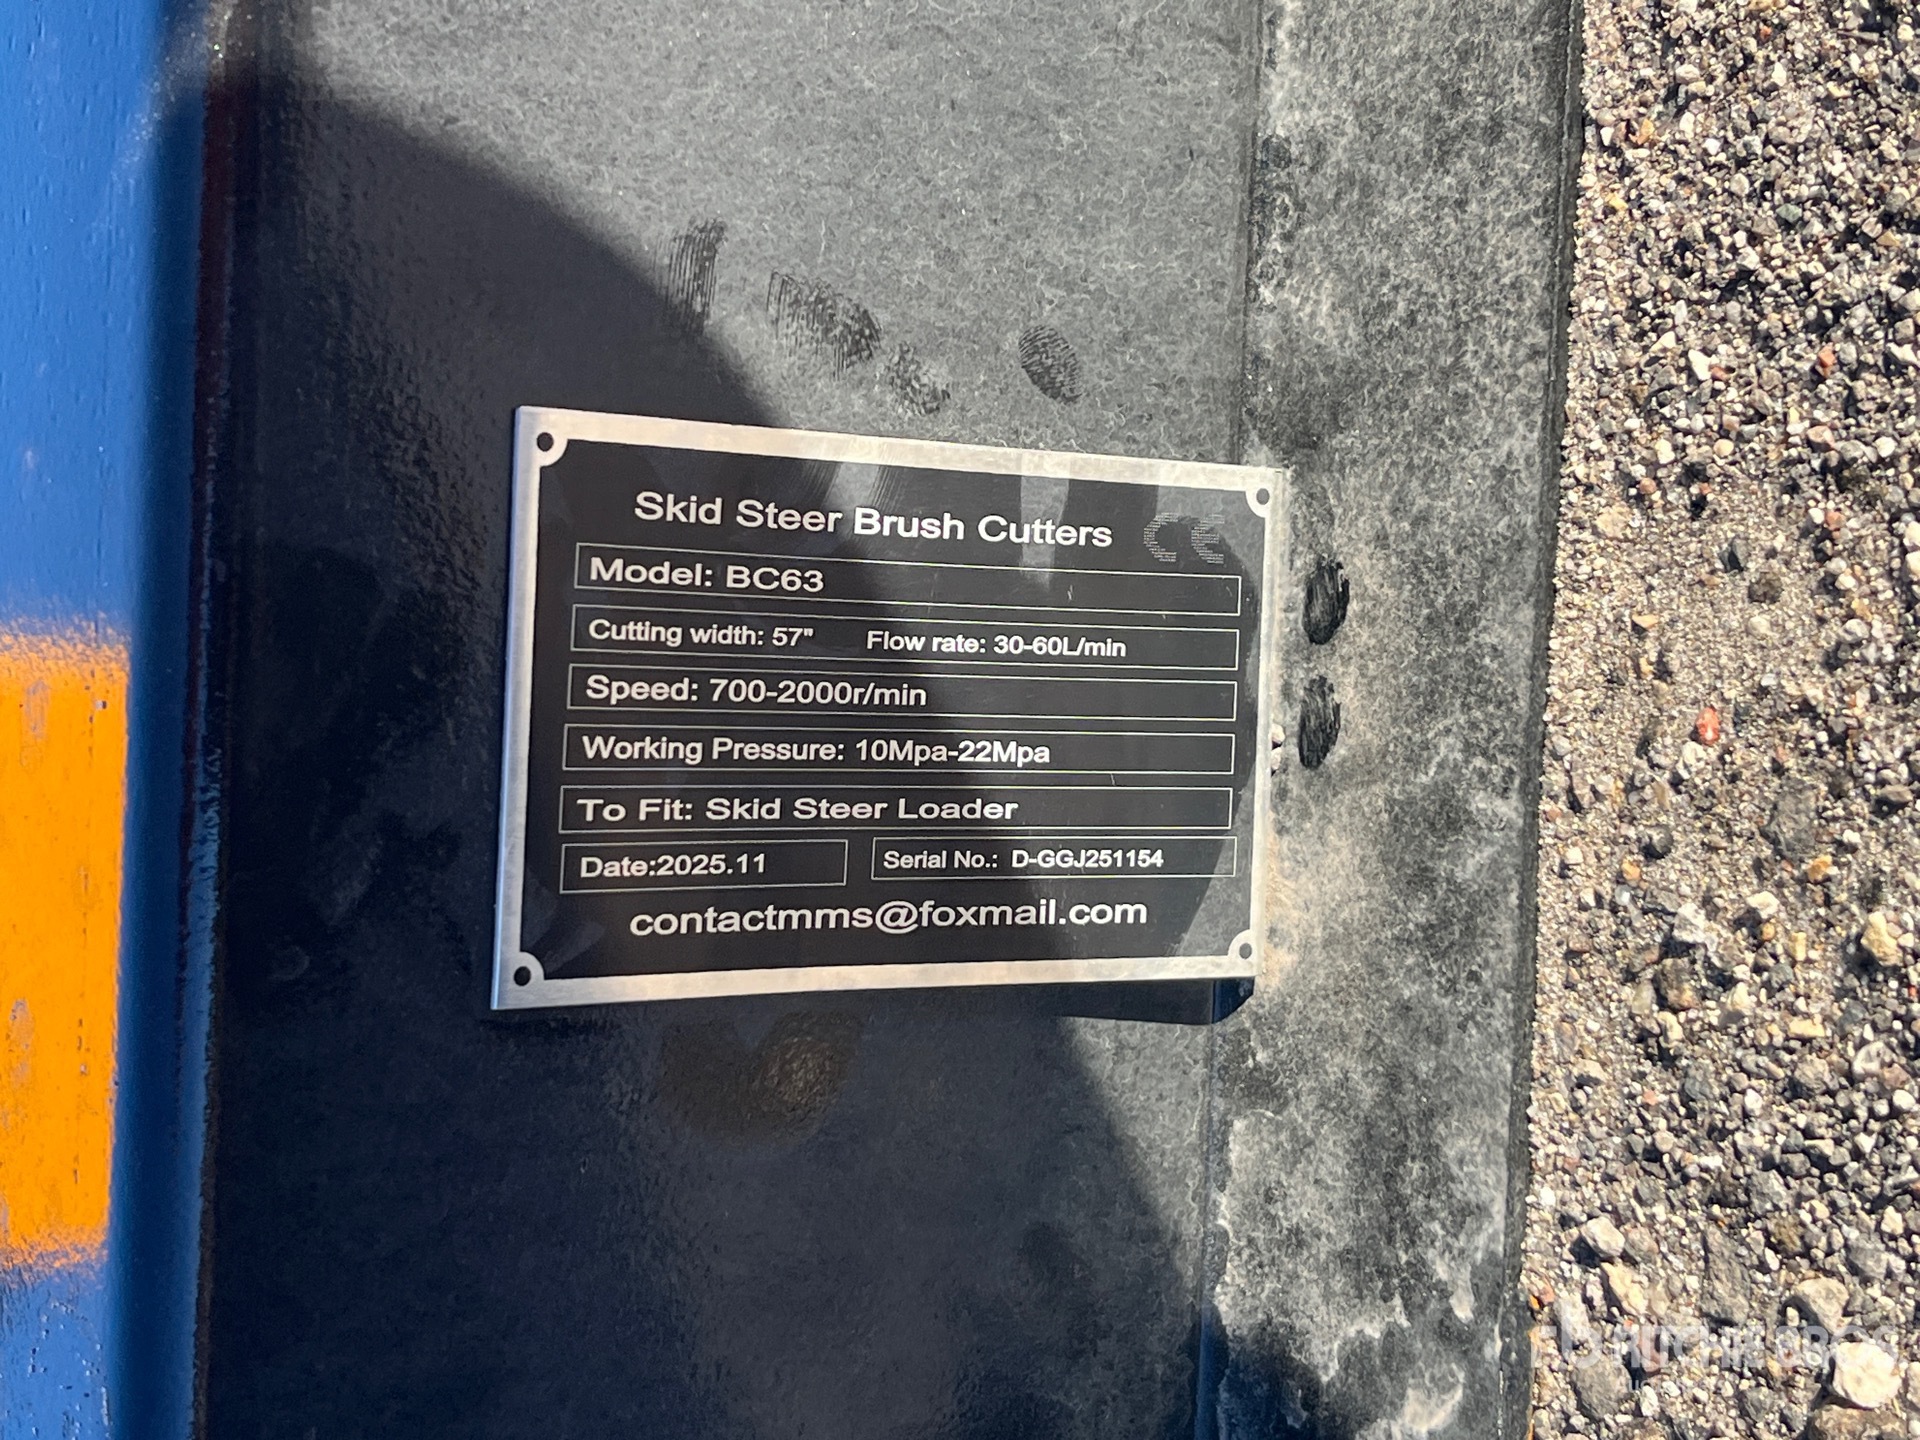 Skid Steer Brush Cutters
Model: BC63
Cutting width: 57" Flow rate: 30-60L/min
Speed: 700-2000r/min
Working Pressure: 10Mpa-22Mpa
To Fit: Skid Steer Loader
Date:2025.11 Serial No.: D-GGJ251154
contactmms@foxmail.com